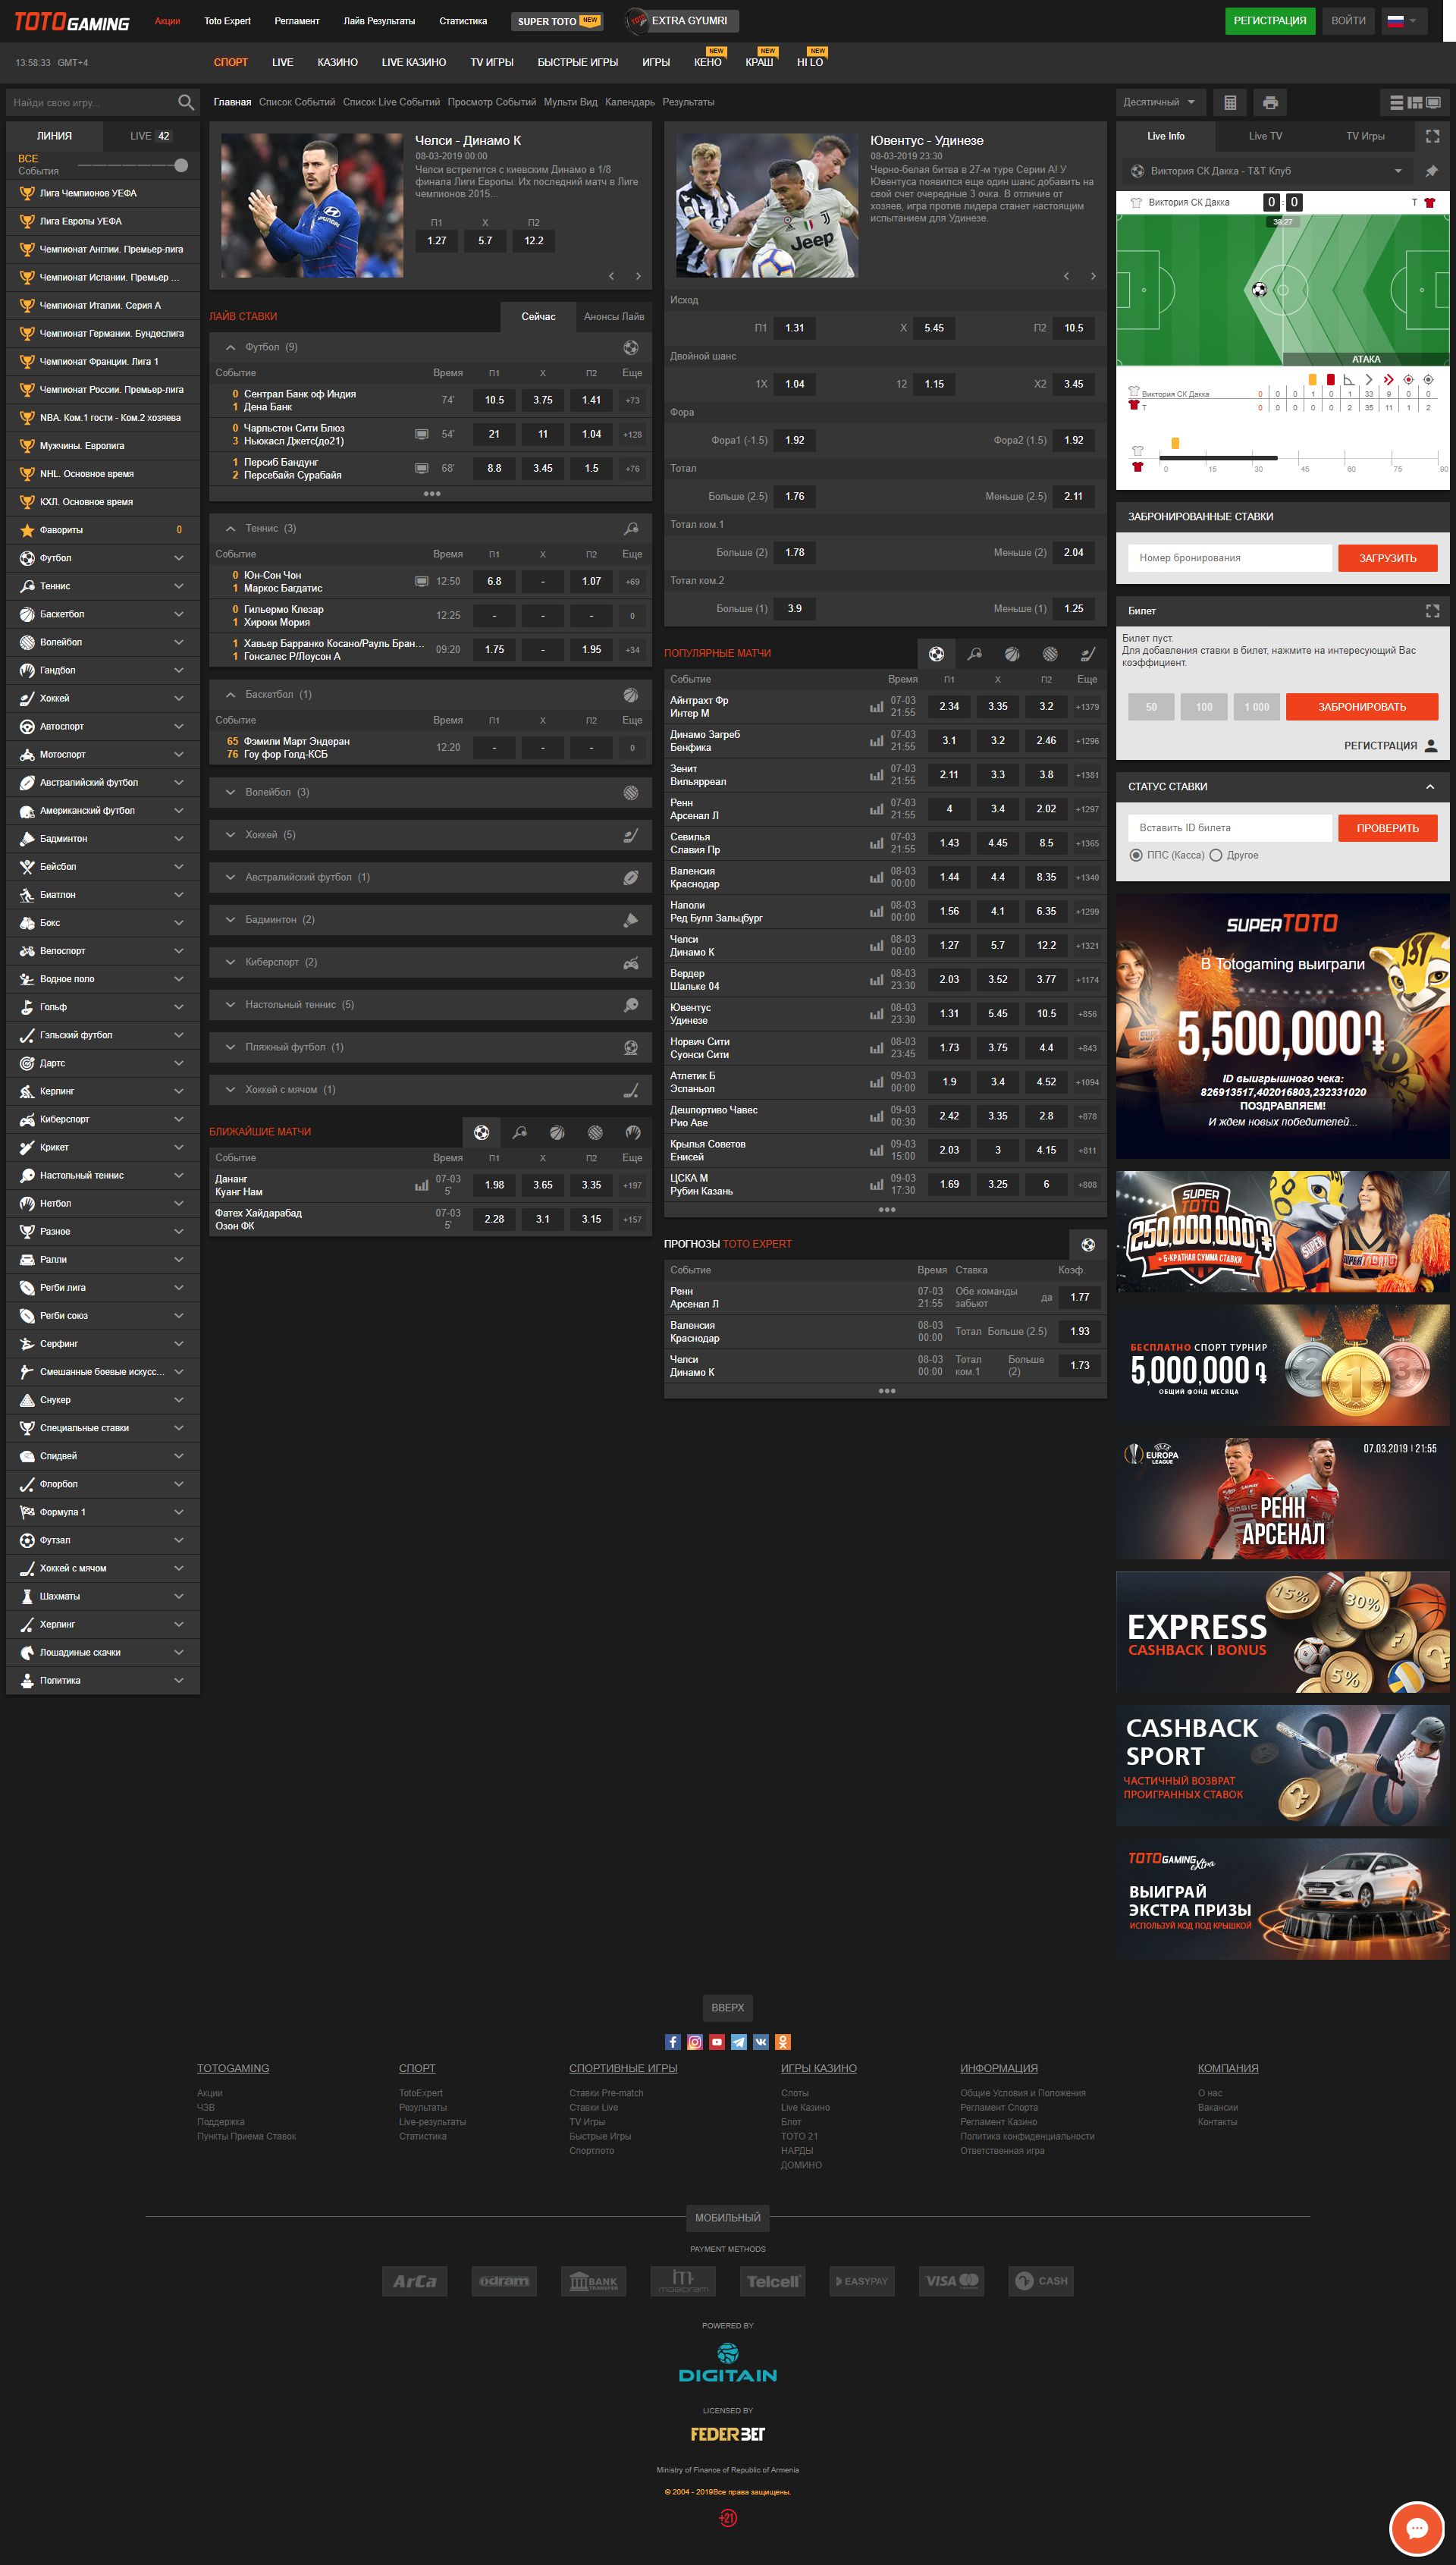 TOTOGAMING
Акции
Toto Expert
Регламент
Лайв Результаты
Статистика
SUPER TOTO NEW
EXTRA GYUMRI
РЕГИСТРАЦИЯ
ВОЙТИ
13:58:33 GMT+4
СПОРТ
LIVE
КАЗИНО
LIVE КАЗИНО
TV ИГРЫ
БЫСТРЫЕ ИГРЫ
ИГРЫ
КЕНО NEW
КРАШ NEW
HI LO NEW
Найди свою игру...
Главная Список Событий Список Live Событий Просмотр Событий Мульти Вид Календарь Результаты
Десятичный
ЛИНИЯ
LIVE 42
ВСЕ
События
Лига Чемпионов УЕФА
Лига Европы УЕФА
Чемпионат Англии. Премьер-лига
Чемпионат Испании. Премьер ...
Чемпионат Италии. Серия А
Чемпионат Германии. Бундеслига
Чемпионат Франции. Лига 1
Чемпионат России. Премьер-лига
NBA. Ком.1 гости - Ком.2 хозяева
Мужчины. Евролига
NHL. Основное время
КХЛ. Основное время
Фавориты 0
Футбол
Теннис
Баскетбол
Волейбол
Гандбол
Хоккей
Автоспорт
Мотоспорт
Австралийский футбол
Американский футбол
Бадминтон
Бейсбол
Биатлон
Бокс
Велоспорт
Водное поло
Гольф
Гэльский футбол
Дартс
Керлинг
Киберспорт
Крикет
Настольный теннис
Нетбол
Разное
Ралли
Регби лига
Регби союз
Серфинг
Смешанные боевые искусс...
Снукер
Специальные ставки
Спидвей
Флорбол
Формула 1
Футзал
Хоккей с мячом
Шахматы
Херлинг
Лошадиные скачки
Политика
Челси - Динамо К
08-03-2019 00:00
Челси встретится с киевским Динамо в 1/8
финала Лиги Европы. Их последний матч в Лиге
чемпионов 2015...
П1 X П2
1.27 5.7 12.2
ЛАЙВ СТАВКИ
Сейчас
Анонсы Лайв
Футбол (9)
Событие Время П1 X П2 Еще
0 Сентрал Банк оф Индия
1 Дена Банк
74' 10.5 3.75 1.41 +73
0 Чарльстон Сити Блюз
3 Ньюкасл Джетс(до21)
54' 21 11 1.04 +128
1 Персиб Бандунг
2 Персебайя Сурабайя
68' 8.8 3.45 1.5 +76
Теннис (3)
Событие Время П1 X П2 Еще
0 Юн-Сон Чон
1 Маркос Багдатис
12:50 6.8 - 1.07 +69
0 Гильермо Клезар
1 Хироки Мория
12:25 - - - 0
1 Хавьер Барранко Косано/Рауль Бран...
1 Гонсалес Р/Лоусон А
09:20 1.75 - 1.95 +34
Баскетбол (1)
Событие Время П1 X П2 Еще
65 Фэмили Март Эндеран
76 Гоу фор Голд-КСБ
12:20 - - - 0
Волейбол (3)
Хоккей (5)
Австралийский футбол (1)
Бадминтон (2)
Киберспорт (2)
Настольный теннис (5)
Пляжный футбол (1)
Хоккей с мячом (1)
БЛИЖАЙШИЕ МАТЧИ
Событие Время П1 X П2 Еще
Дананг
Куанг Нам
07-03
5'
1.98 3.65 3.35 +197
Фатех Хайдарабад
Озон ФК
07-03
5'
2.28 3.1 3.15 +157
Ювентус - Удинезе
08-03-2019 23:30
Черно-белая битва в 27-м туре Серии А! У
Ювентуса появился еще один шанс добавить на
свой счет очередные 3 очка. В отличие от
хозяев, игра против лидера станет настоящим
испытанием для Удинезе.
Jeep
Исход
П1 1.31 X 5.45 П2 10.5
Двойной шанс
1X 1.04 12 1.15 X2 3.45
Фора
Фора1 (-1.5) 1.92 Фора2 (1.5) 1.92
Тотал
Больше (2.5) 1.76 Меньше (2.5) 2.11
Тотал ком.1
Больше (2) 1.78 Меньше (2) 2.04
Тотал ком.2
Больше (1) 3.9 Меньше (1) 1.25
ПОПУЛЯРНЫЕ МАТЧИ
Событие Время П1 X П2 Еще
Айнтрахт Фр
Интер М
07-03
21:55
2.34 3.35 3.2 +1379
Динамо Загреб
Бенфика
07-03
21:55
3.1 3.2 2.46 +1296
Зенит
Вильярреал
07-03
21:55
2.11 3.3 3.8 +1381
Ренн
Арсенал Л
07-03
21:55
4 3.4 2.02 +1297
Севилья
Славия Пр
07-03
21:55
1.43 4.45 8.5 +1365
Валенсия
Краснодар
08-03
00:00
1.44 4.4 8.35 +1340
Наполи
Ред Булл Зальцбург
08-03
00:00
1.56 4.1 6.35 +1299
Челси
Динамо К
08-03
00:00
1.27 5.7 12.2 +1321
Вердер
Шальке 04
08-03
23:30
2.03 3.52 3.77 +1174
Ювентус
Удинезе
08-03
23:30
1.31 5.45 10.5 +856
Норвич Сити
Суонси Сити
08-03
23:45
1.73 3.75 4.4 +843
Атлетик Б
Эспаньол
09-03
00:00
1.9 3.4 4.52 +1094
Дешпортиво Чавес
Рио Аве
09-03
00:30
2.42 3.35 2.8 +878
Крылья Советов
Енисей
09-03
15:00
2.03 3 4.15 +811
ЦСКА М
Рубин Казань
09-03
17:30
1.69 3.25 6 +808
ПРОГНОЗЫ TOTO EXPERT
Событие Время Ставка Коэф.
Ренн
Арсенал Л
07-03
21:55
Обе команды
забьют
да 1.77
Валенсия
Краснодар
08-03
00:00
Тотал Больше (2.5) 1.93
Челси
Динамо К
08-03
00:00
Тотал
ком.1
Больше
(2)
1.73
Live Info
Live TV
TV Игры
Виктория СК Дакка - T&T Клуб
Виктория СК Дакка 0 : 0 T
38:27
АТАКА
Виктория СК Дакка 0 0 0 1 0 1 33 9 0 0
T 0 0 0 0 0 2 35 11 1 2
0 15 30 45 60 75 90
ЗАБРОНИРОВАННЫЕ СТАВКИ
Номер бронирования
ЗАГРУЗИТЬ
Билет
Билет пуст.
Для добавления ставки в билет, нажмите на интересующий Вас
коэффициент.
50 100 1 000 ЗАБРОНИРОВАТЬ
РЕГИСТРАЦИЯ
СТАТУС СТАВКИ
Вставить ID билета
ПРОВЕРИТЬ
ППС (Касса) Другое
SUPERTOTO
В Totogaming выиграли
5,500,000֏
ID выигрышного чека:
826913517,402016803,232331020
ПОЗДРАВЛЯЕМ!
И ждем новых победителей...
SUPER
TOTO
250,000,000֏
+ 5-КРАТНАЯ СУММА СТАВКИ
БЕСПЛАТНО СПОРТ ТУРНИР
5,000,000 ֏
ОБЩИЙ ФОНД МЕСЯЦА
2 1 3
UEFA
EUROPA
LEAGUE
07.03.2019 | 21:55
РЕНН
АРСЕНАЛ
EXPRESS
CASHBACK | BONUS
15% 30% 5%
CASHBACK
SPORT
ЧАСТИЧНЫЙ ВОЗВРАТ
ПРОИГРАННЫХ СТАВОК
%
TOTOGAMING extra
ВЫИГРАЙ
ЭКСТРА ПРИЗЫ
ИСПОЛЬЗУЙ КОД ПОД КРЫШКОЙ
ВВЕРХ
TOTOGAMING
Акции
ЧЗВ
Поддержка
Пункты Приема Ставок
СПОРТ
TotoExpert
Результаты
Live-результаты
Статистика
СПОРТИВНЫЕ ИГРЫ
Ставки Pre-match
Ставки Live
TV Игры
Быстрые Игры
Спортлото
ИГРЫ КАЗИНО
Слоты
Live Казино
Блот
ТОТО 21
НАРДЫ
ДОМИНО
ИНФОРМАЦИЯ
Общие Условия и Положения
Регламент Спорта
Регламент Казино
Политика конфиденциальности
Ответственная игра
КОМПАНИЯ
О нас
Вакансии
Контакты
МОБИЛЬНЫЙ
PAYMENT METHODS
ArCa
idram
BANK TRANSFER
MOBIDRAM
Telcell
EASYPAY
VISA
CASH
POWERED BY
DIGITAIN
LICENSED BY
FEDERBET
Ministry of Finance of Republic of Armenia
© 2004 - 2019Все права защищены.
+21